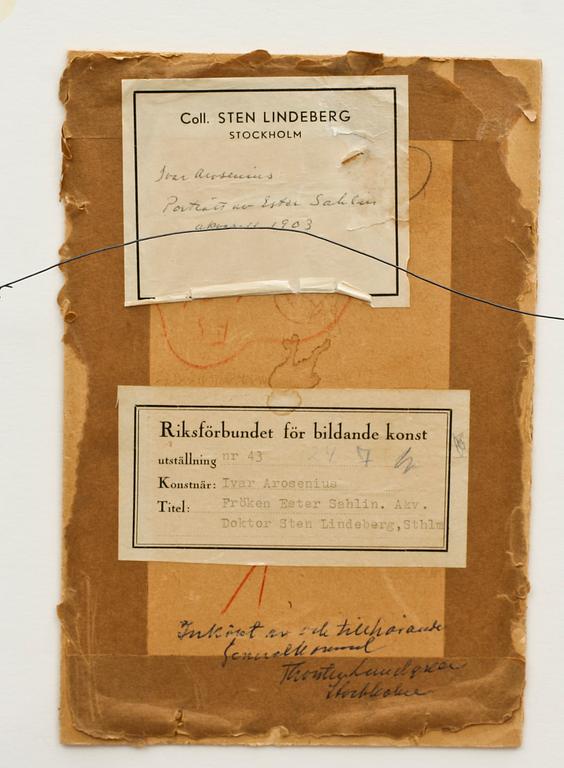 Coll. STEN LINDEBERG
STOCKHOLM
Ivar Arosenius
Porträtt av Ester Sahlin
akvarell 1903
Riksförbundet för bildande konst
utställning nr 43 24 7
Konstnär: Ivar Arosenius
Titel: Fröken Ester Sahlin. Akv.
Doktor Sten Lindeberg, Sthlm
Inköpt av och tillhörande
Generalkonsul
Thorsten Lundgren
Stockholm